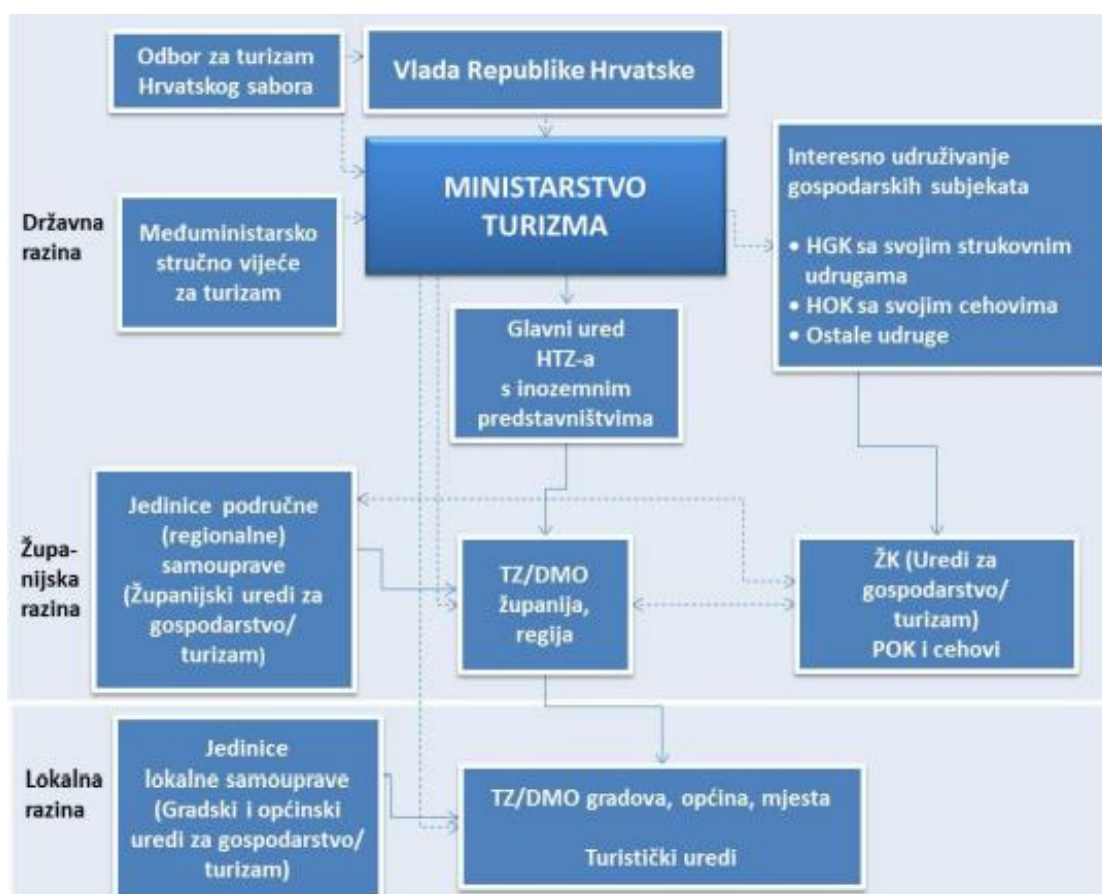 Odbor za turizam
Hrvatskog sabora
Vlada Republike Hrvatske
Državna
razina
MINISTARSTVO
TURIZMA
Međuministarsko
stručno vijeće
za turizam
Interesno udruživanje
gospodarskih subjekata
• HGK sa svojim strukovnim
udrugama
• HOK sa svojim cehovima
• Ostale udruge
Glavni ured
HTZ-a
s inozemnim
predstavništvima
Župa-
nijska
razina
Jedinice područne
(regionalne)
samouprave
(Županijski uredi za
gospodarstvo/
turizam)
TZ/DMO
županija,
regija
ŽK (Uredi za
gospodarstvo/
turizam)
POK i cehovi
Lokalna
razina
Jedinice
lokalne samouprave
(Gradski i općinski
uredi za gospodarstvo/
turizam)
TZ/DMO gradova, općina, mjesta
Turistički uredi